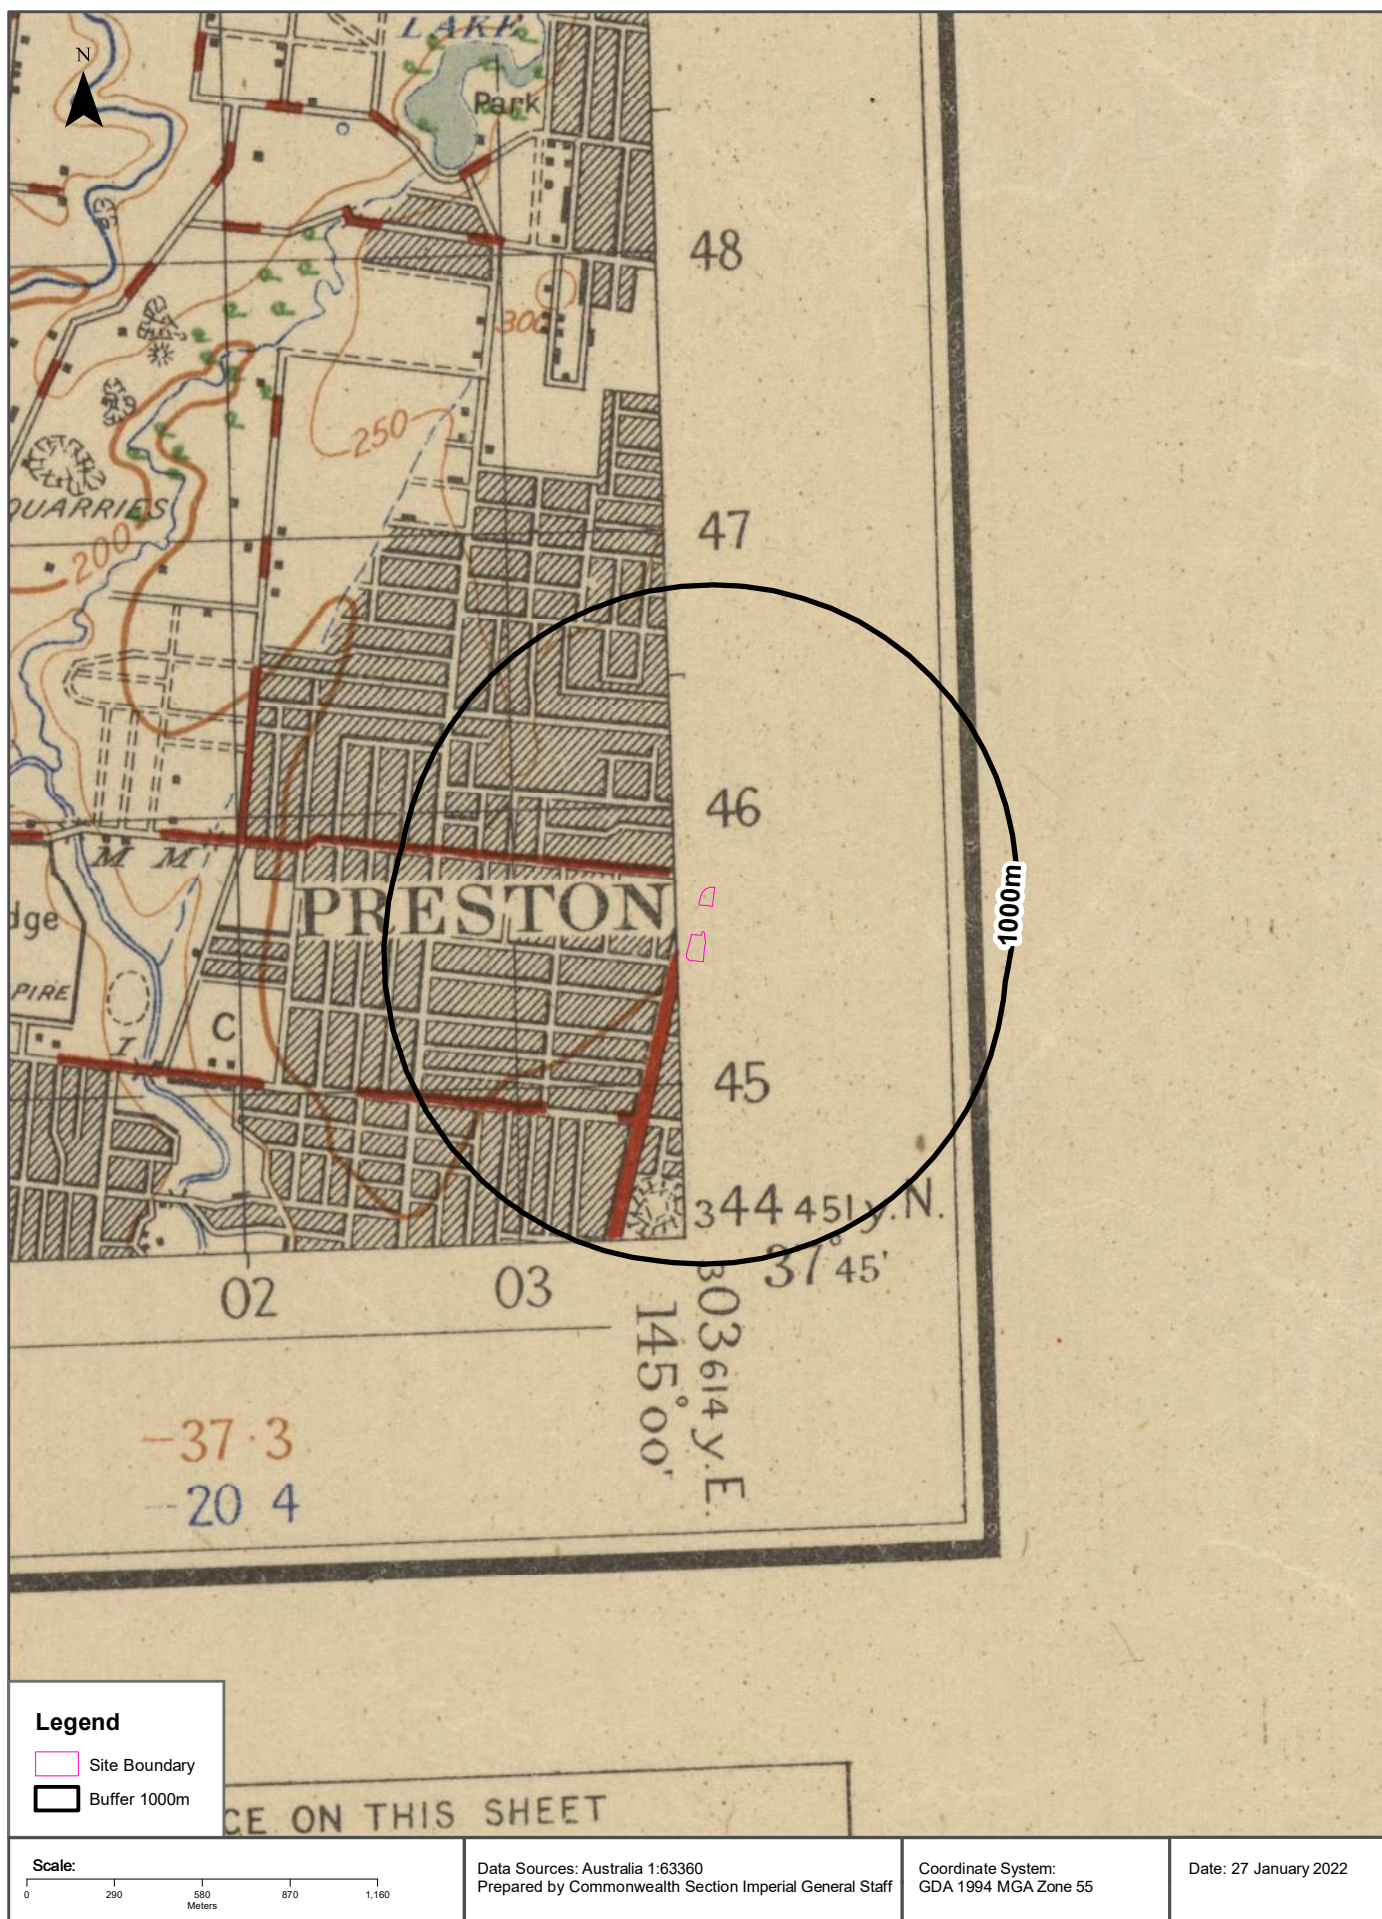 LAKE
N
Park
48
300
250
QUARRIES
47
200
46
M M
PRESTON
1000m
dge
PIRE
C
I
45
344 451 y.N.
37° 45'
02
03
303614 y.E.
145° 00'
-37·3
-20 4
Legend
Site Boundary
Buffer 1000m
GE ON THIS SHEET
Scale:
0 290 580 870 1,160
Meters
Data Sources: Australia 1:63360
Prepared by Commonwealth Section Imperial General Staff
Coordinate System:
GDA 1994 MGA Zone 55
Date: 27 January 2022